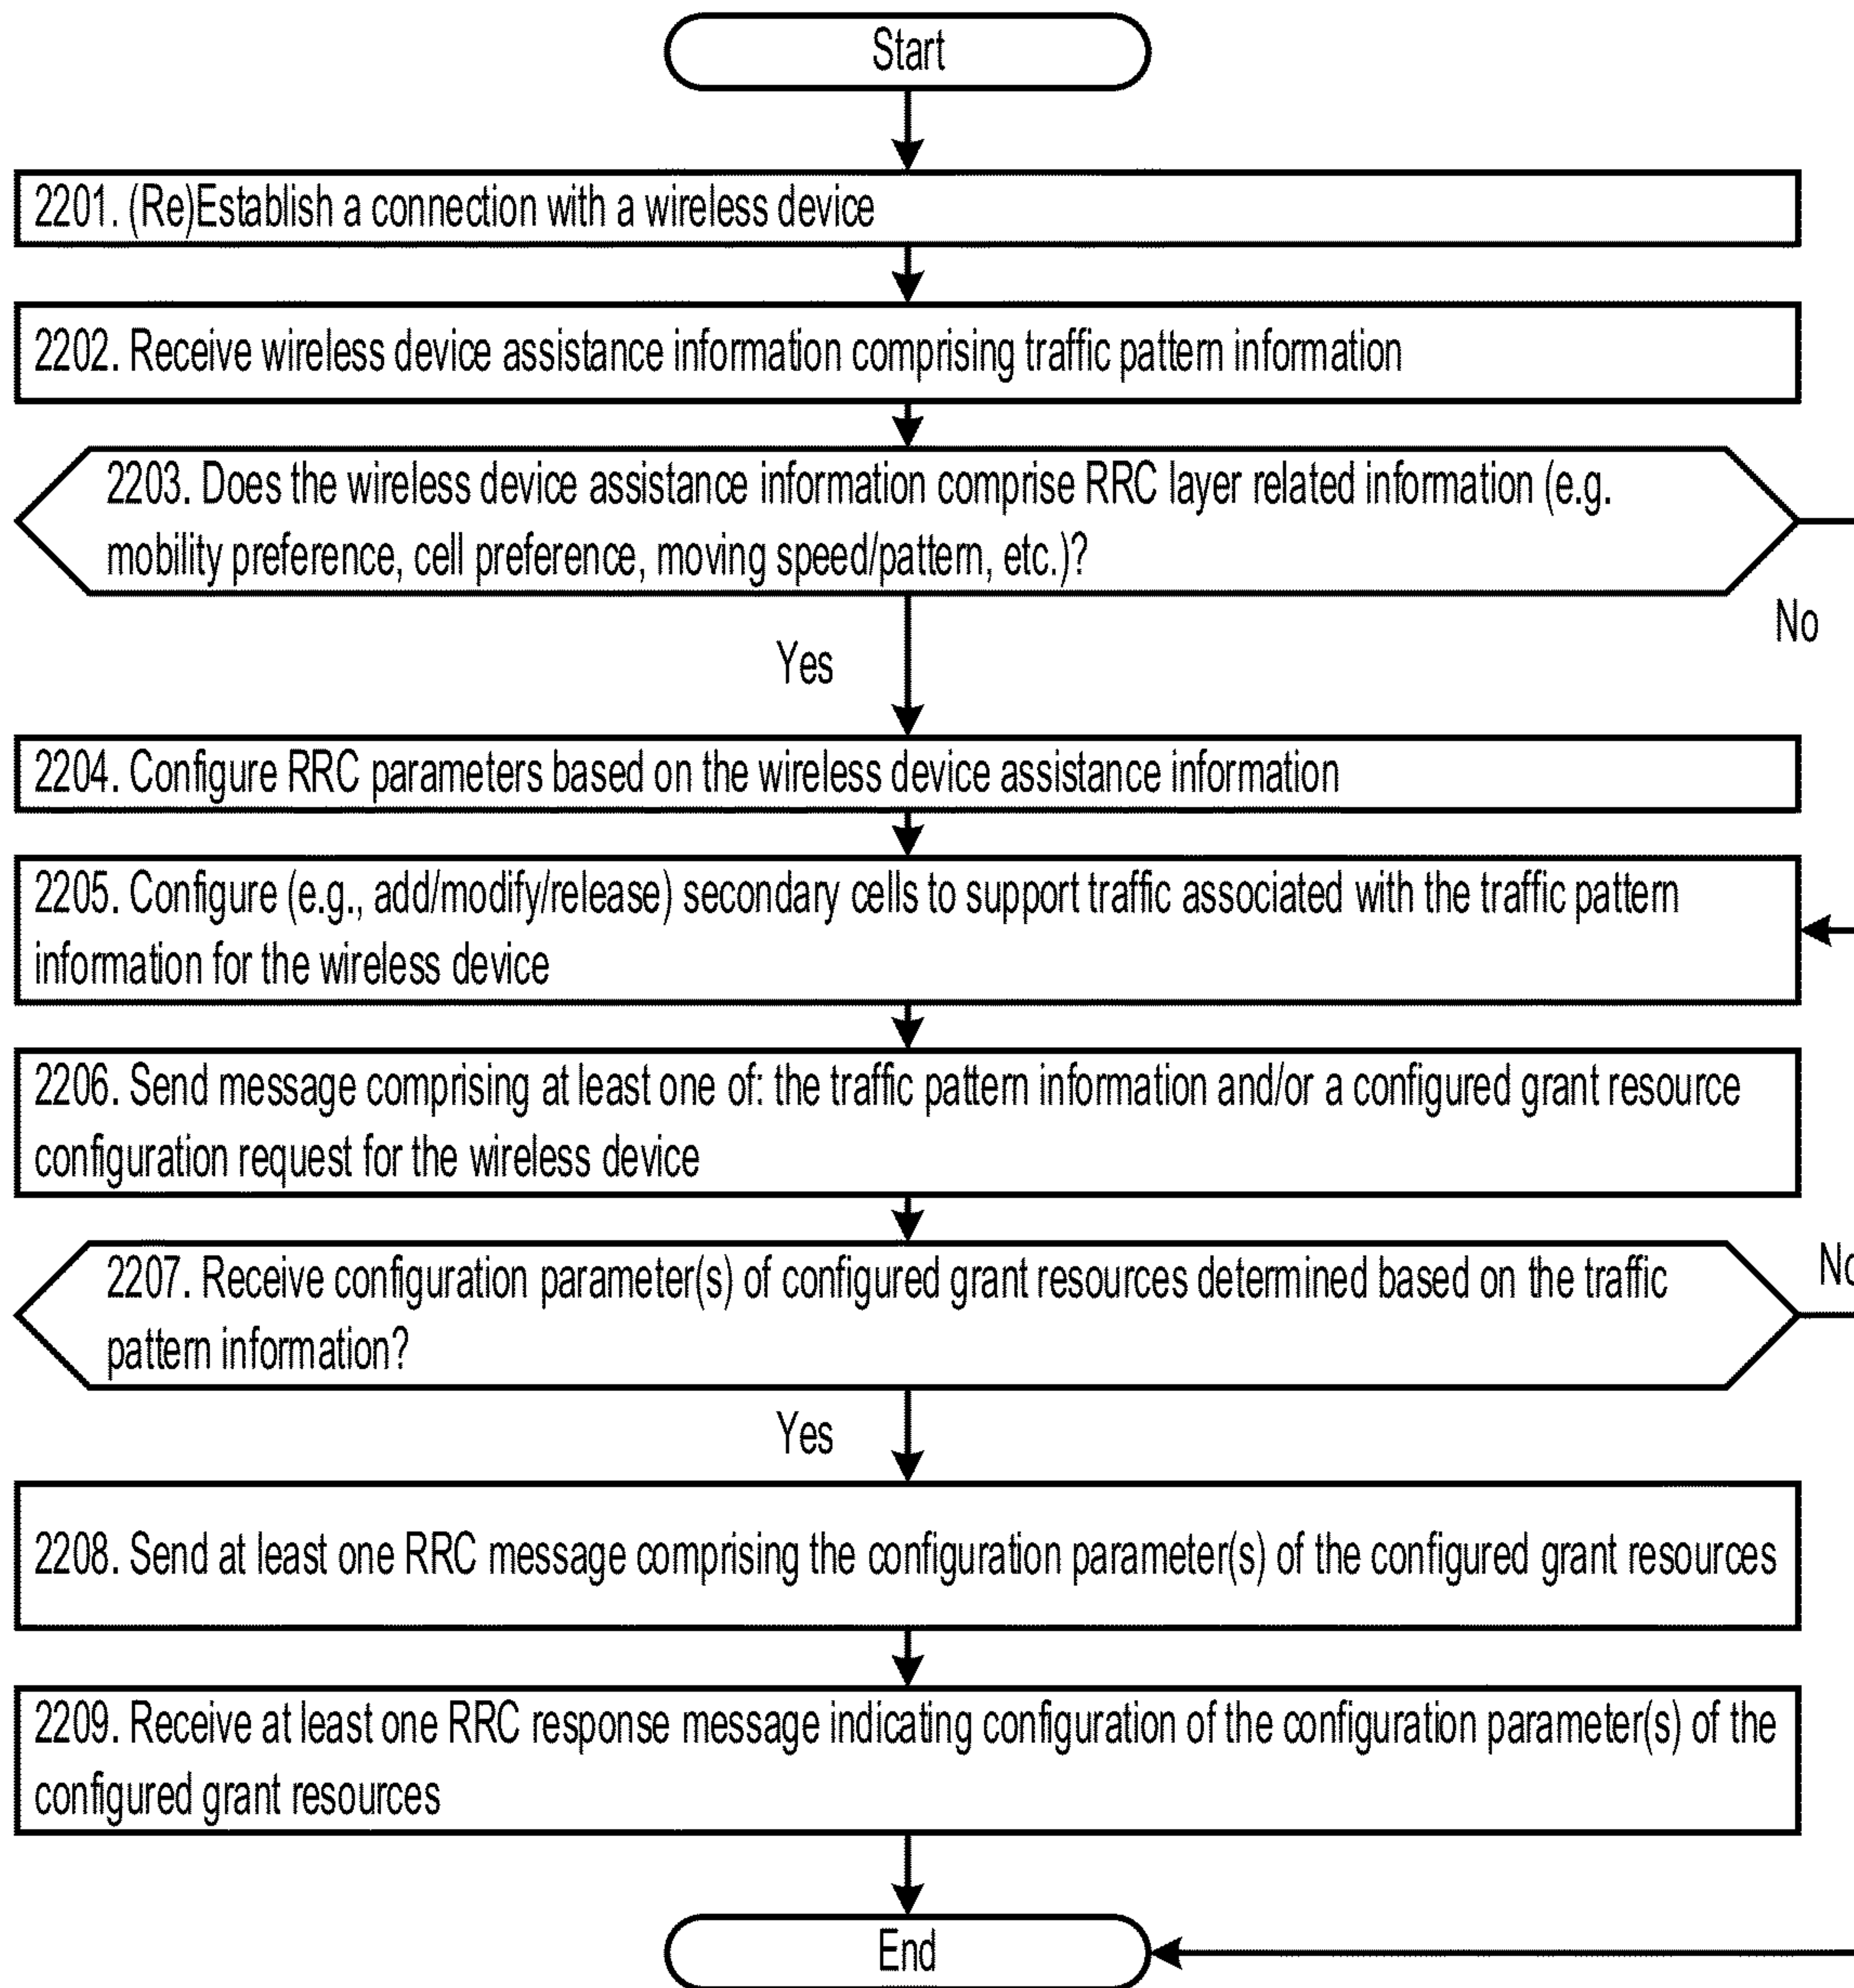 Start
2201. (Re)Establish a connection with a wireless device
2202. Receive wireless device assistance information comprising traffic pattern information
2203. Does the wireless device assistance information comprise RRC layer related information (e.g.
mobility preference, cell preference, moving speed/pattern, etc.)?
No
Yes
2204. Configure RRC parameters based on the wireless device assistance information
2205. Configure (e.g., add/modify/release) secondary cells to support traffic associated with the traffic pattern
information for the wireless device
2206. Send message comprising at least one of: the traffic pattern information and/or a configured grant resource
configuration request for the wireless device
No
2207. Receive configuration parameter(s) of configured grant resources determined based on the traffic
pattern information?
Yes
2208. Send at least one RRC message comprising the configuration parameter(s) of the configured grant resources
2209. Receive at least one RRC response message indicating configuration of the configuration parameter(s) of the
configured grant resources
End